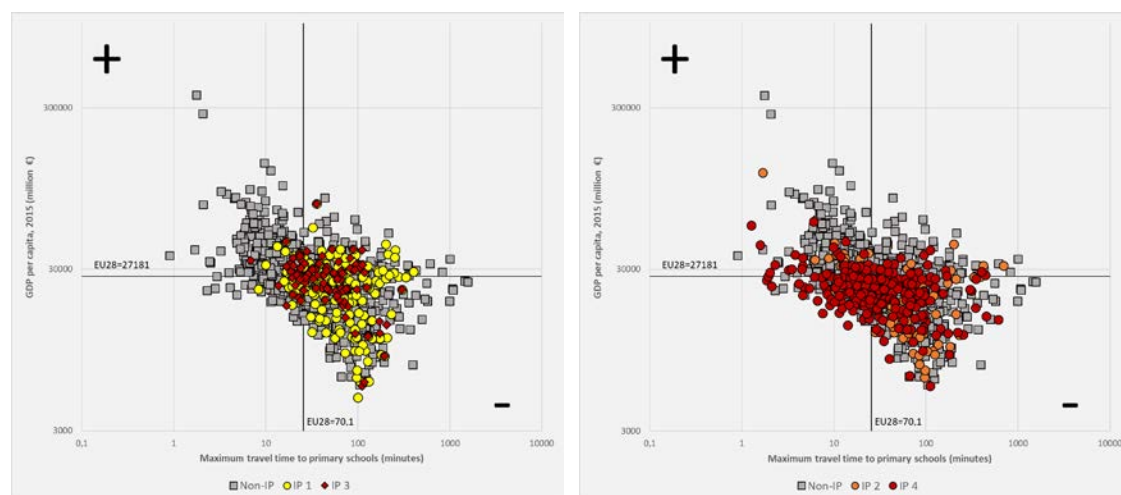 +
300000
30000
3000
GDP per capita, 2015 (million €)
EU28=27181
EU28=70,1
−
0,1 1 10 100 1000 10000
Maximum travel time to primary schools (minutes)
Non-IP IP 1 IP 3
+
300000
30000
3000
GDP per capita, 2015 (million €)
EU28=27181
EU28=70,1
−
0,1 1 10 100 1000 10000
Maximum travel time to primary schools (minutes)
Non-IP IP 2 IP 4